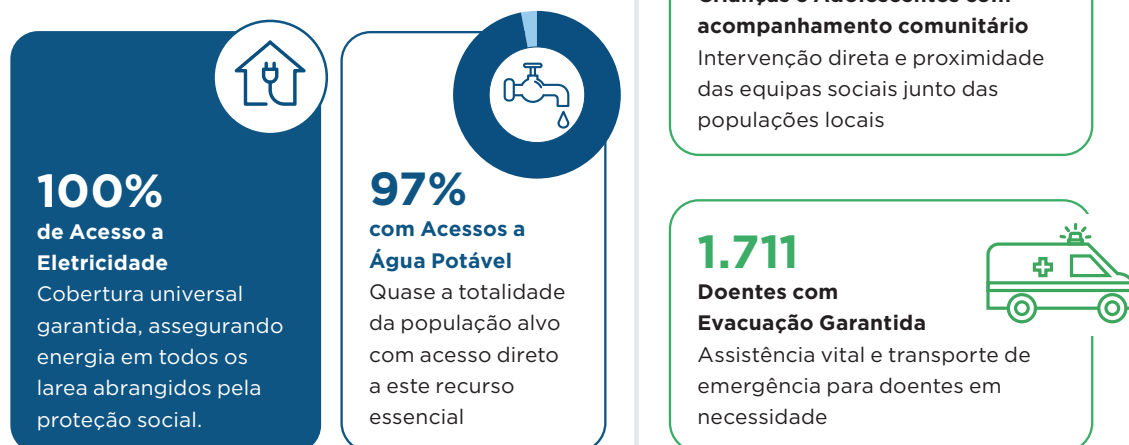 100%
de Acesso a
Eletricidade
Cobertura universal
garantida, assegurando
energia em todos os
larea abrangidos pela
proteção social.
97%
com Acessos a
Água Potável
Quase a totalidade
da população alvo
com acesso direto
a este recurso
essencial
acompanhamento comunitário
Intervenção direta e proximidade
das equipas sociais junto das
populações locais
1.711
Doentes com
Evacuação Garantida
Assistência vital e transporte de
emergência para doentes em
necessidade